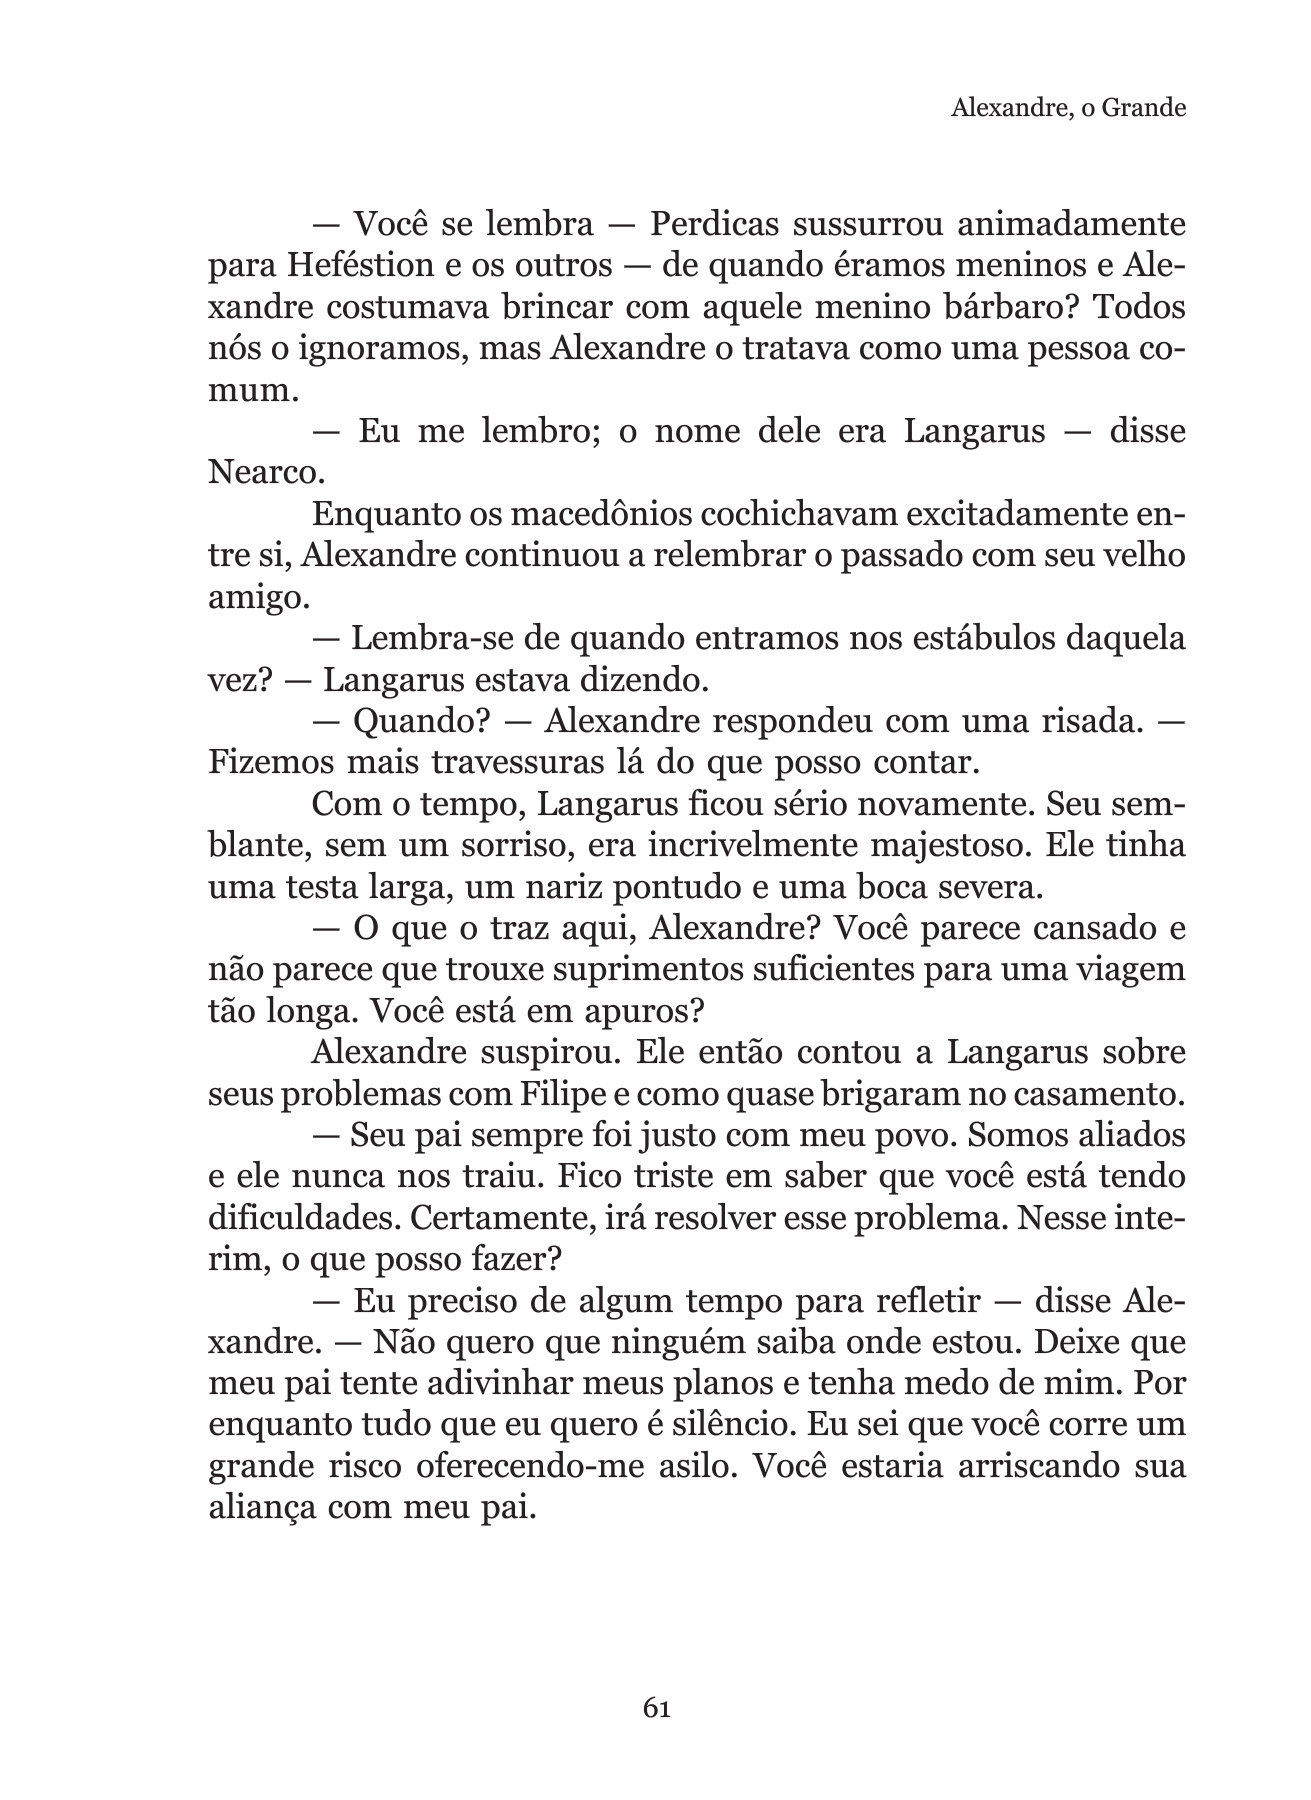 Alexandre, o Grande
— Você se lembra — Perdicas sussurrou animadamente
para Heféstion e os outros — de quando éramos meninos e Ale-
xandre costumava brincar com aquele menino bárbaro? Todos
nós o ignoramos, mas Alexandre o tratava como uma pessoa co-
mum.
— Eu me lembro; o nome dele era Langarus — disse
Nearco.
Enquanto os macedônios cochichavam excitadamente en-
tre si, Alexandre continuou a relembrar o passado com seu velho
amigo.
— Lembra-se de quando entramos nos estábulos daquela
vez? — Langarus estava dizendo.
— Quando? — Alexandre respondeu com uma risada. —
Fizemos mais travessuras lá do que posso contar.
Com o tempo, Langarus ficou sério novamente. Seu sem-
blante, sem um sorriso, era incrivelmente majestoso. Ele tinha
uma testa larga, um nariz pontudo e uma boca severa.
— O que o traz aqui, Alexandre? Você parece cansado e
não parece que trouxe suprimentos suficientes para uma viagem
tão longa. Você está em apuros?
Alexandre suspirou. Ele então contou a Langarus sobre
seus problemas com Filipe e como quase brigaram no casamento.
— Seu pai sempre foi justo com meu povo. Somos aliados
e ele nunca nos traiu. Fico triste em saber que você está tendo
dificuldades. Certamente, irá resolver esse problema. Nesse inte-
rim, o que posso fazer?
— Eu preciso de algum tempo para refletir — disse Ale-
xandre. — Não quero que ninguém saiba onde estou. Deixe que
meu pai tente adivinhar meus planos e tenha medo de mim. Por
enquanto tudo que eu quero é silêncio. Eu sei que você corre um
grande risco oferecendo-me asilo. Você estaria arriscando sua
aliança com meu pai.
61